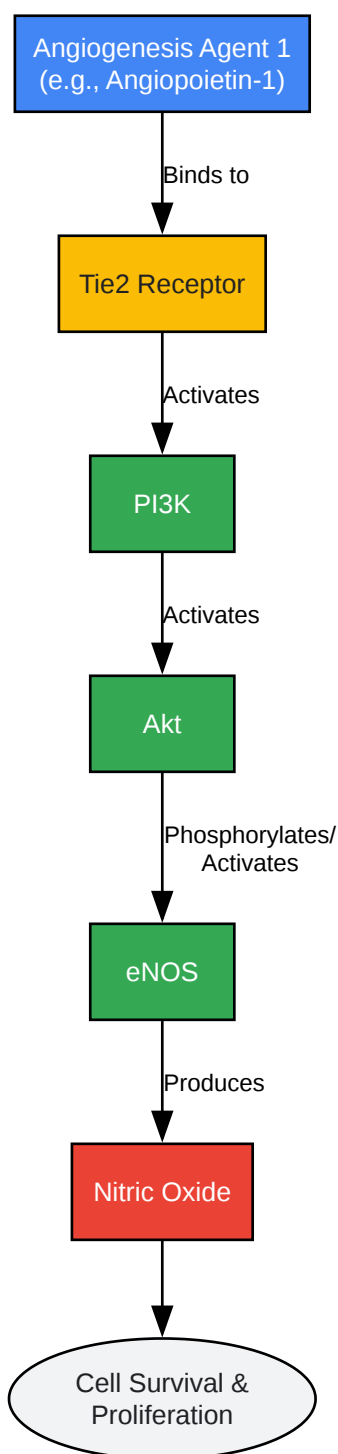 Angiogenesis Agent 1
(e.g., Angiopoietin-1)
Binds to
Tie2 Receptor
Activates
PI3K
Activates
Akt
Phosphorylates/
Activates
eNOS
Produces
Nitric Oxide
Cell Survival &
Proliferation